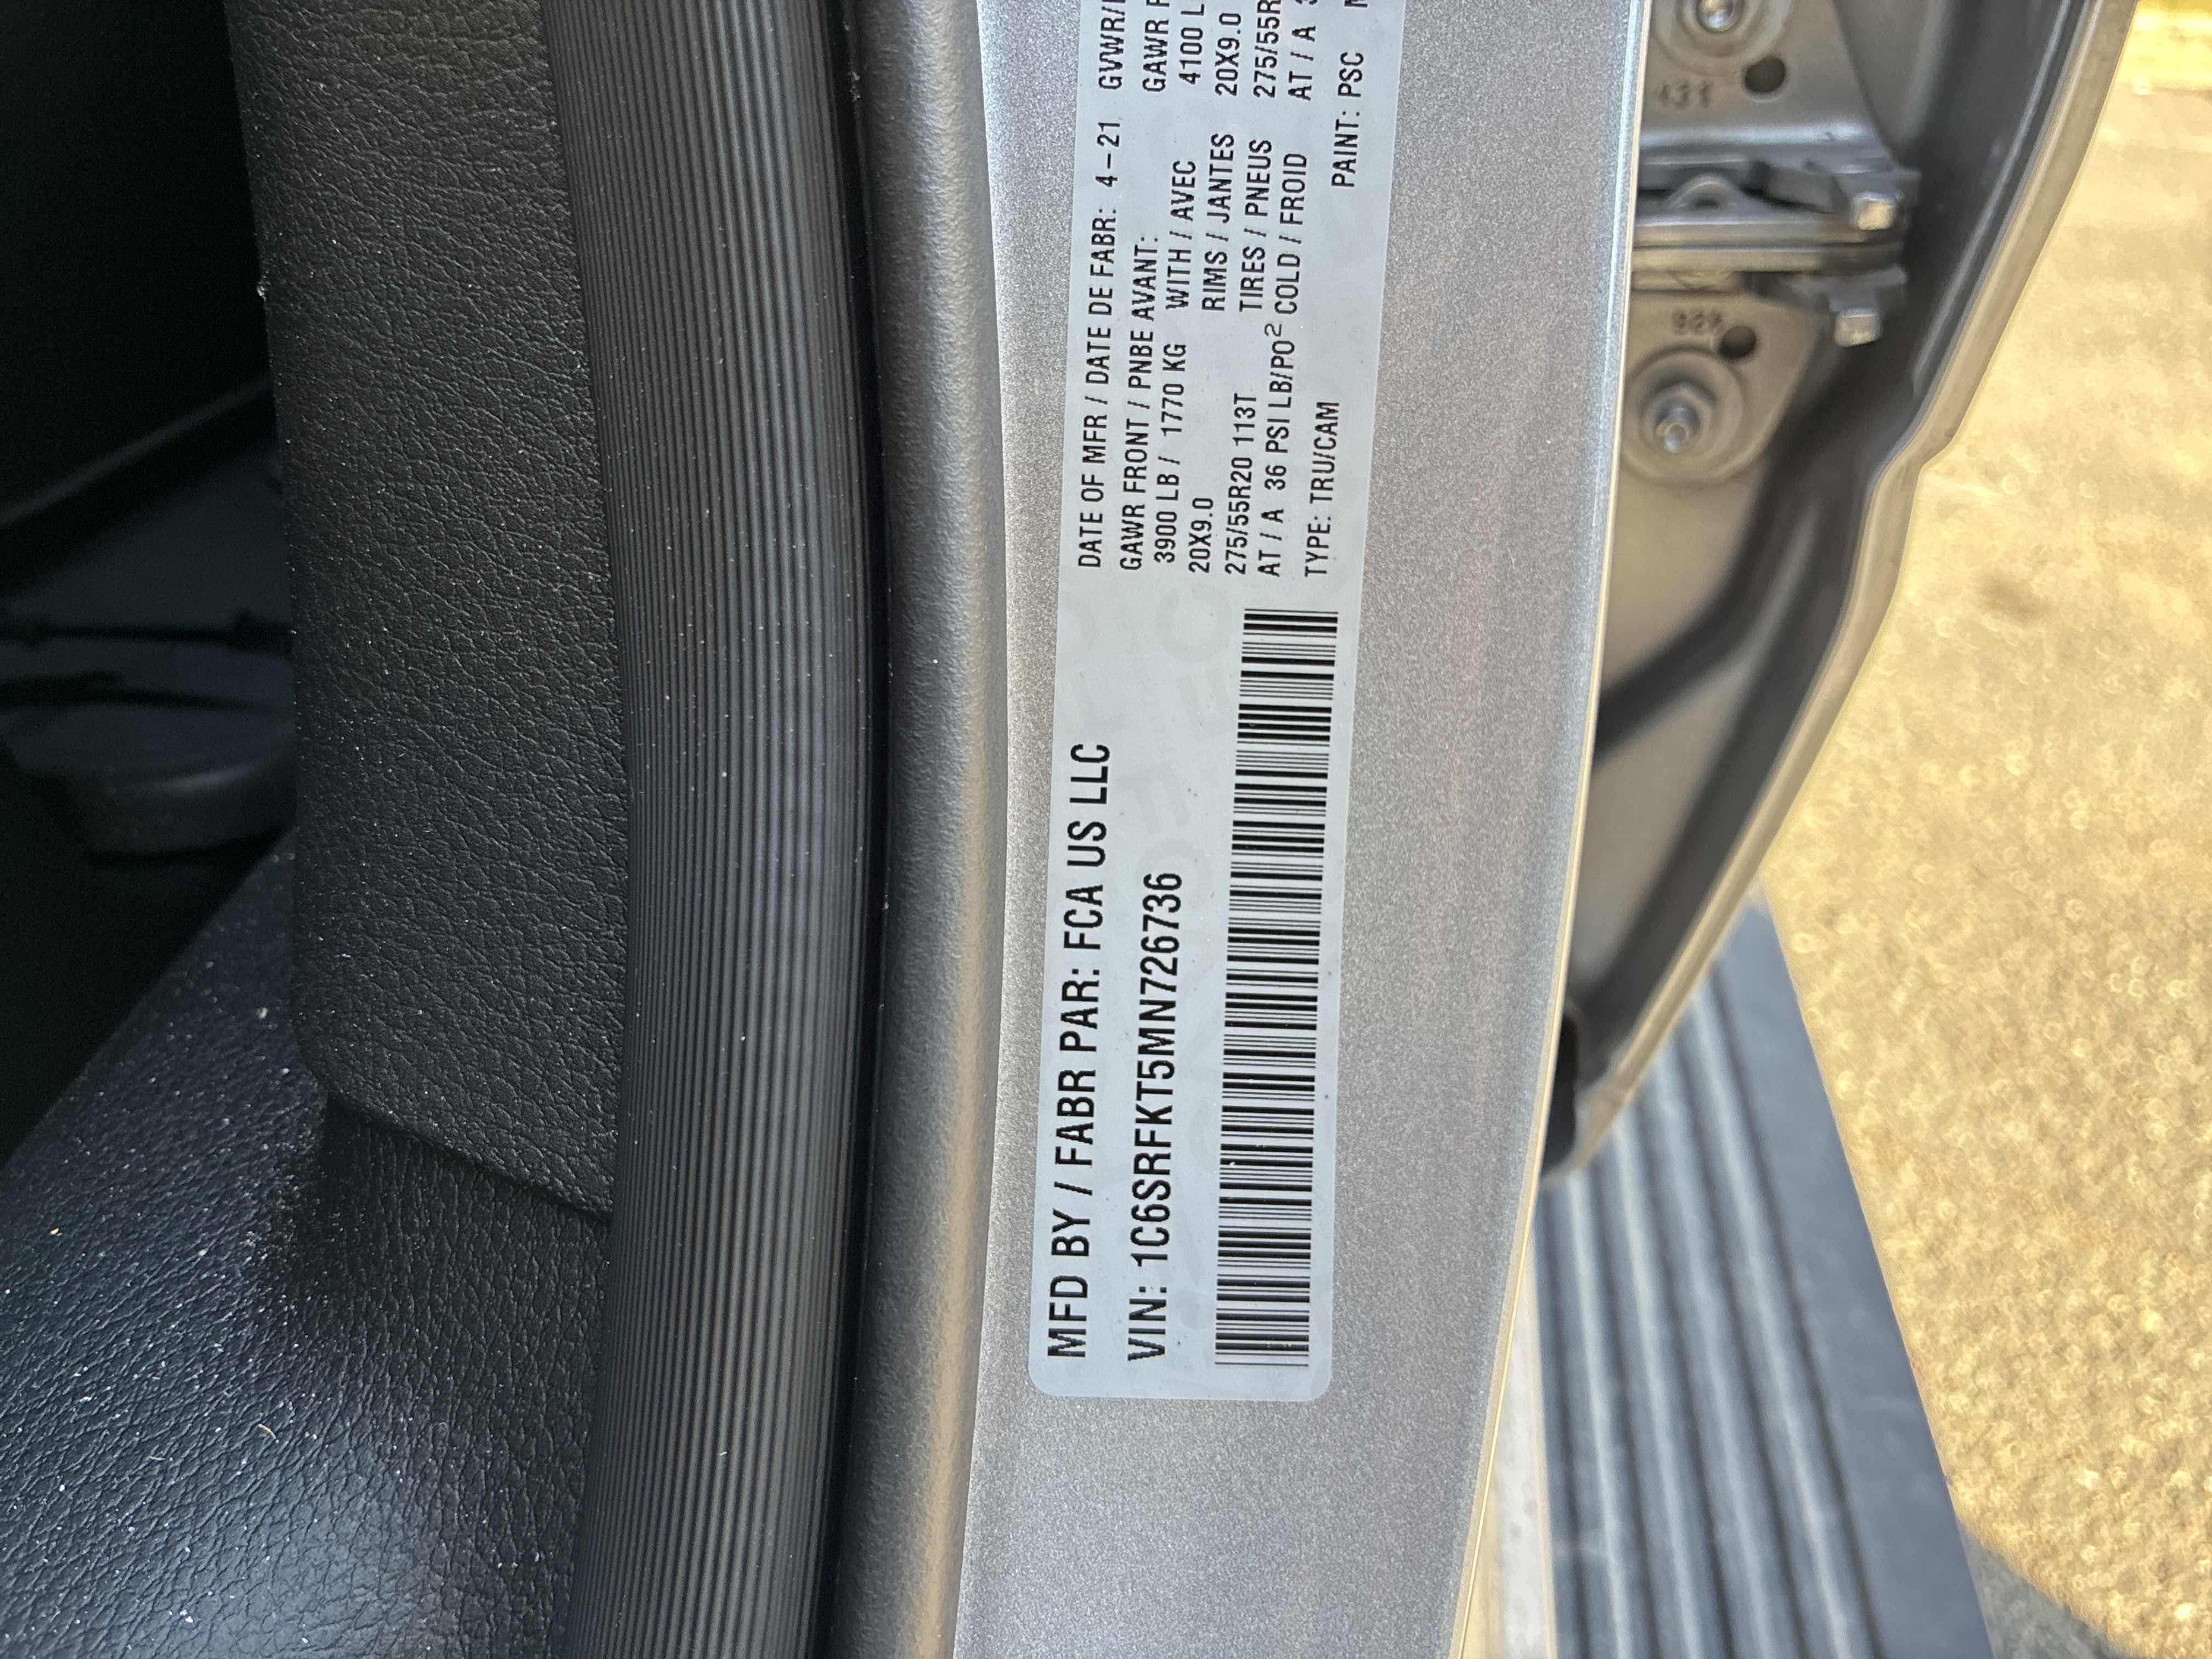 MFD BY / FABR PAR: FCA US LLC
VIN: 1C6SRFKT5MN726736
DATE OF MFR / DATE DE FABR: 4-21 GVWR/
GAWR FRONT / PNBE AVANT: GAWR
3900 LB / 1770 KG WITH / AVEC 4100 L
20X9.0 RIMS / JANTES 20X9.0
275/55R20 113T TIRES / PNEUS 275/55R
AT / A 36 PSI LB/PO² COLD / FROID AT / A
TYPE: TRU/CAM PAINT: PSC